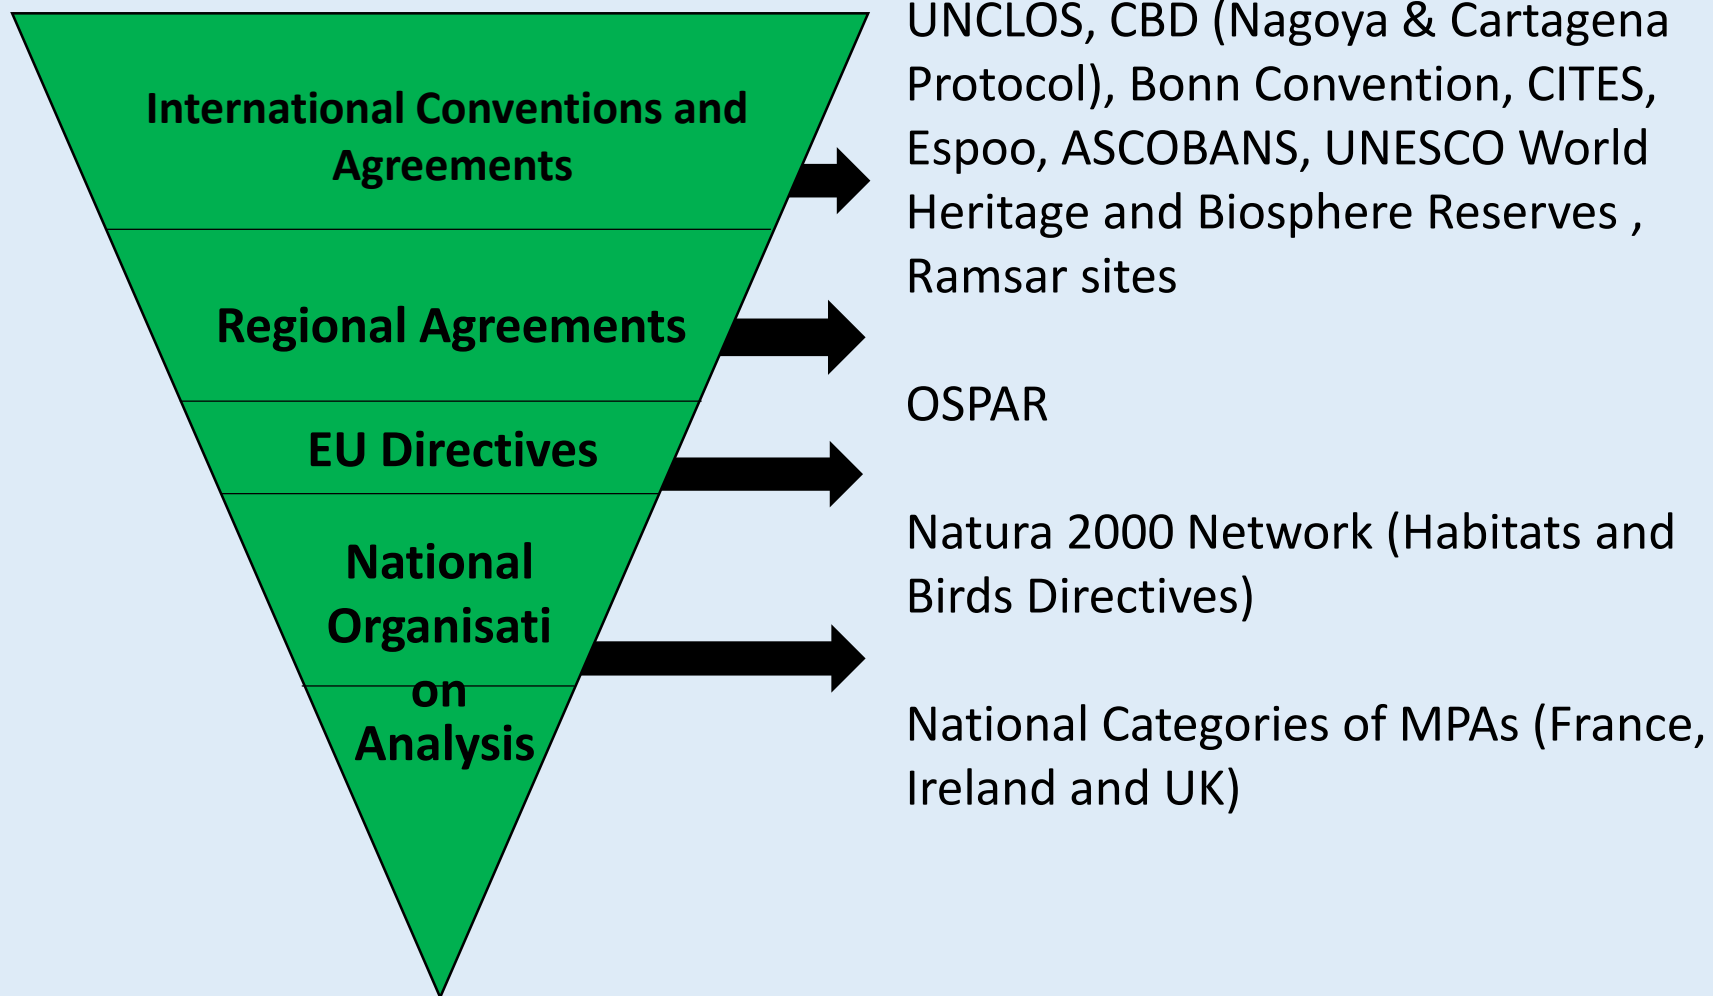 International Conventions and
Agreements
Regional Agreements
EU Directives
National
Organisati
on
Analysis
UNCLOS, CBD (Nagoya & Cartagena
Protocol), Bonn Convention, CITES,
Espoo, ASCOBANS, UNESCO World
Heritage and Biosphere Reserves ,
Ramsar sites
OSPAR
Natura 2000 Network (Habitats and
Birds Directives)
National Categories of MPAs (France,
Ireland and UK)